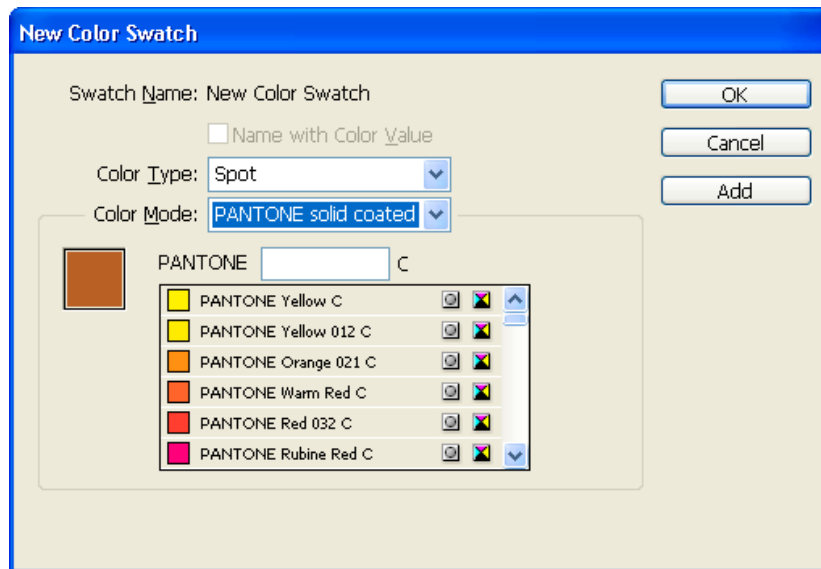 New Color Swatch
Swatch Name: New Color Swatch
OK
Name with Color Value
Cancel
Color Type: Spot
Add
Color Mode: PANTONE solid coated
PANTONE C
PANTONE Yellow C
PANTONE Yellow 012 C
PANTONE Orange 021 C
PANTONE Warm Red C
PANTONE Red 032 C
PANTONE Rubine Red C